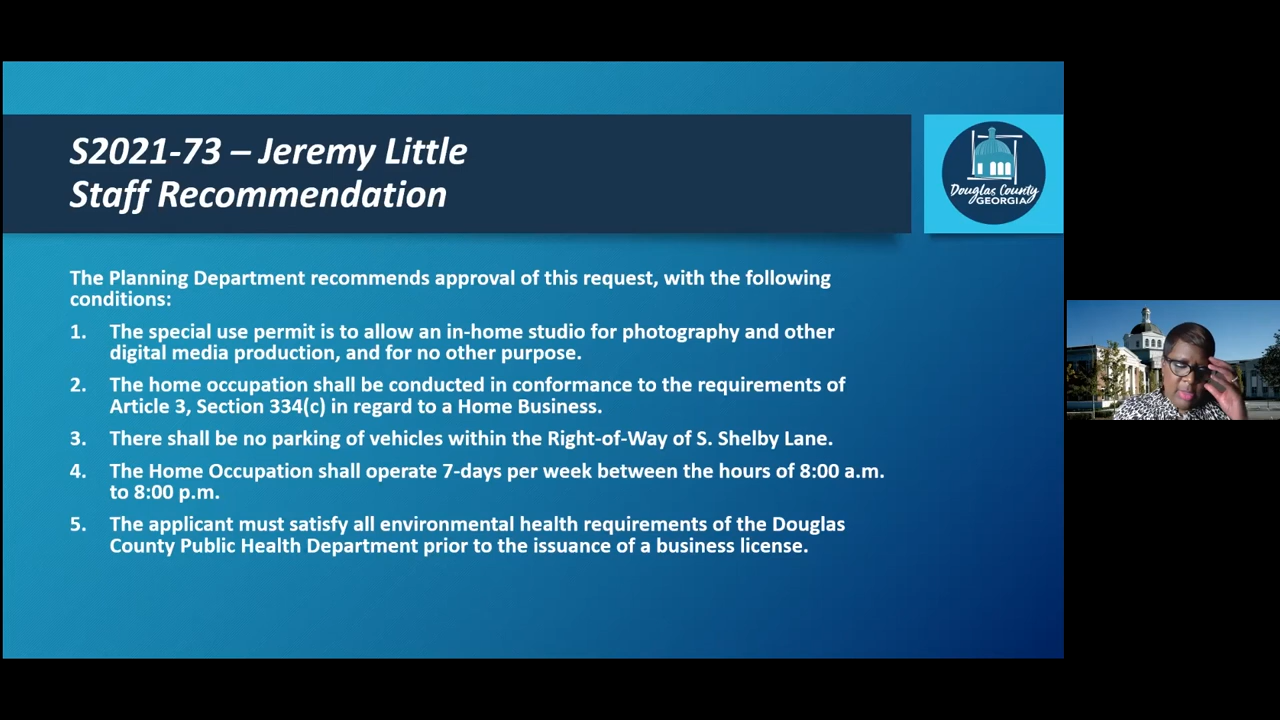 S2021-73 – Jeremy Little
Staff Recommendation
Douglas County
GEORGIA
The Planning Department recommends approval of this request, with the following
conditions:
1. The special use permit is to allow an in-home studio for photography and other
digital media production, and for no other purpose.
2. The home occupation shall be conducted in conformance to the requirements of
Article 3, Section 334(c) in regard to a Home Business.
3. There shall be no parking of vehicles within the Right-of-Way of S. Shelby Lane.
4. The Home Occupation shall operate 7-days per week between the hours of 8:00 a.m.
to 8:00 p.m.
5. The applicant must satisfy all environmental health requirements of the Douglas
County Public Health Department prior to the issuance of a business license.